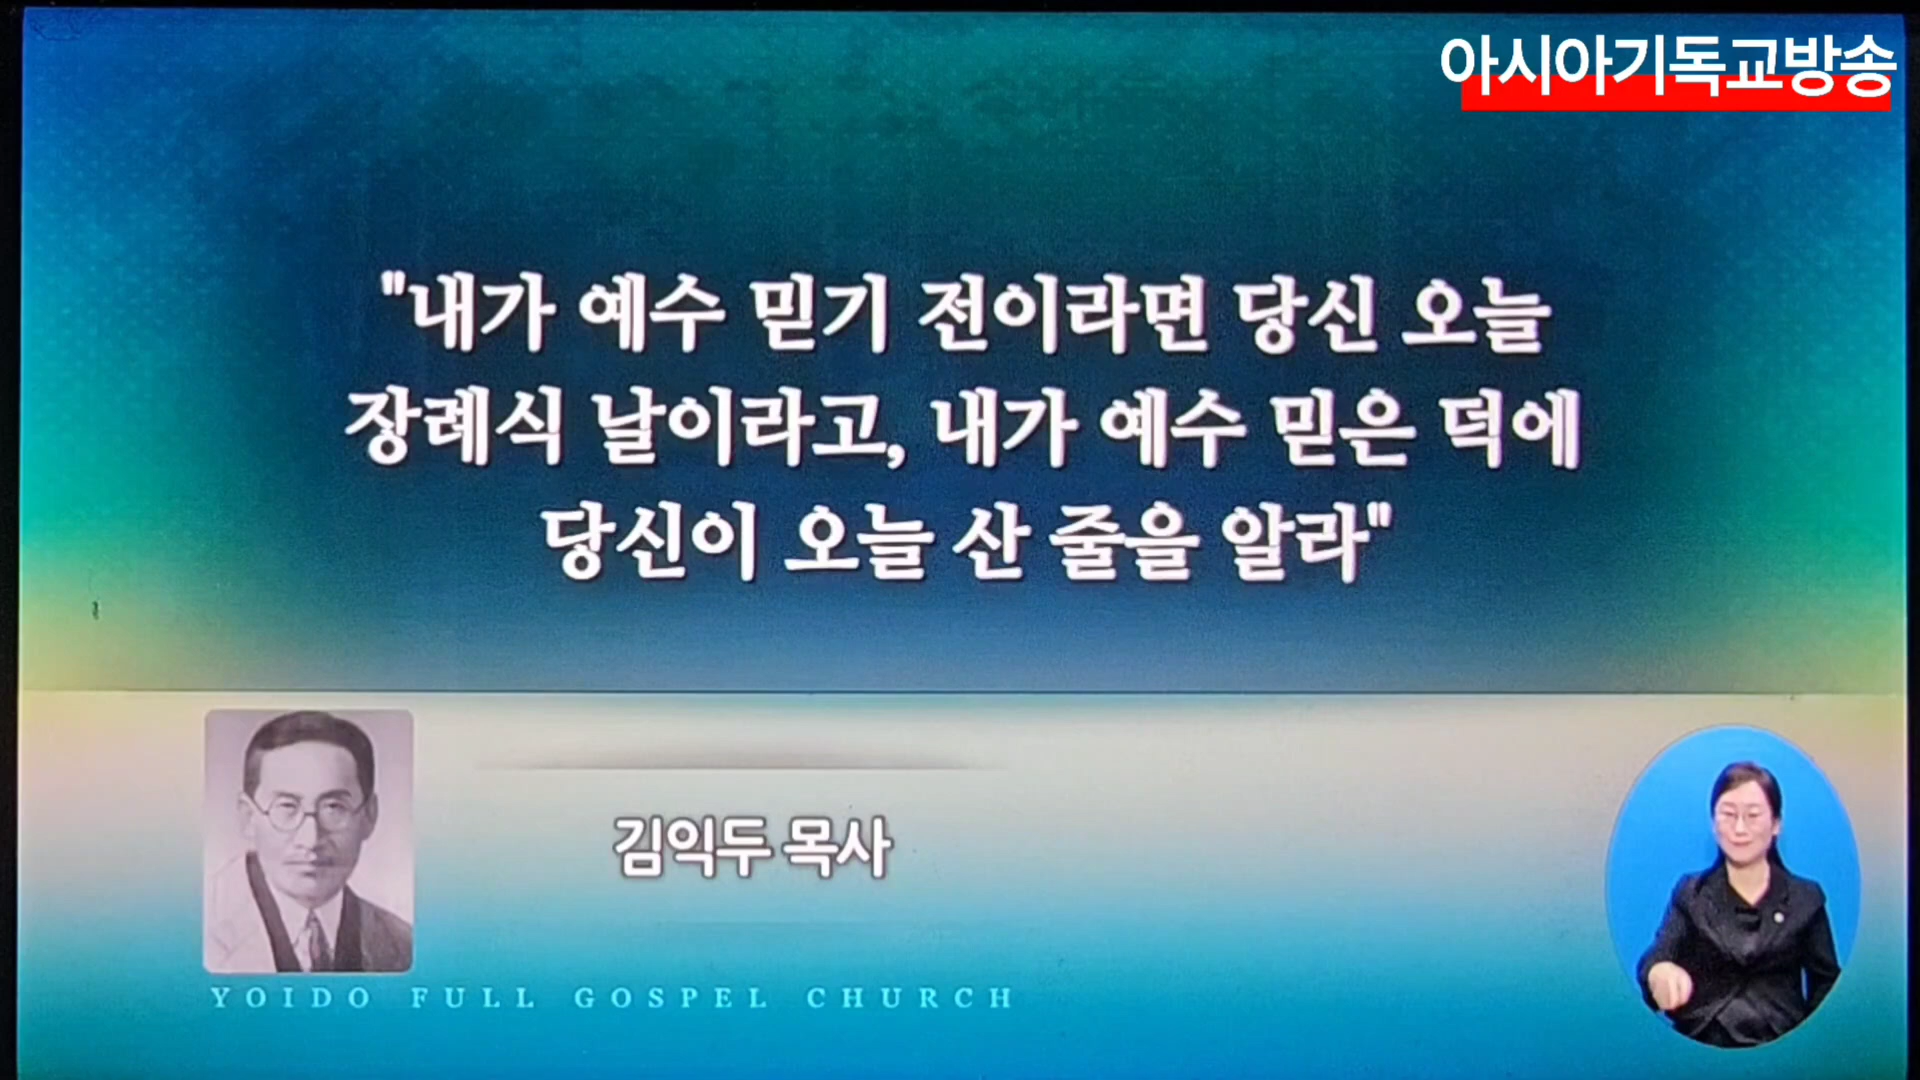 아시아기독교방송
"내가 예수 믿기 전이라면 당신 오늘
장례식 날이라고, 내가 예수 믿은 덕에
당신이 오늘 산 줄을 알라"
김익두 목사
YOIDO FULL GOSPEL CHURCH